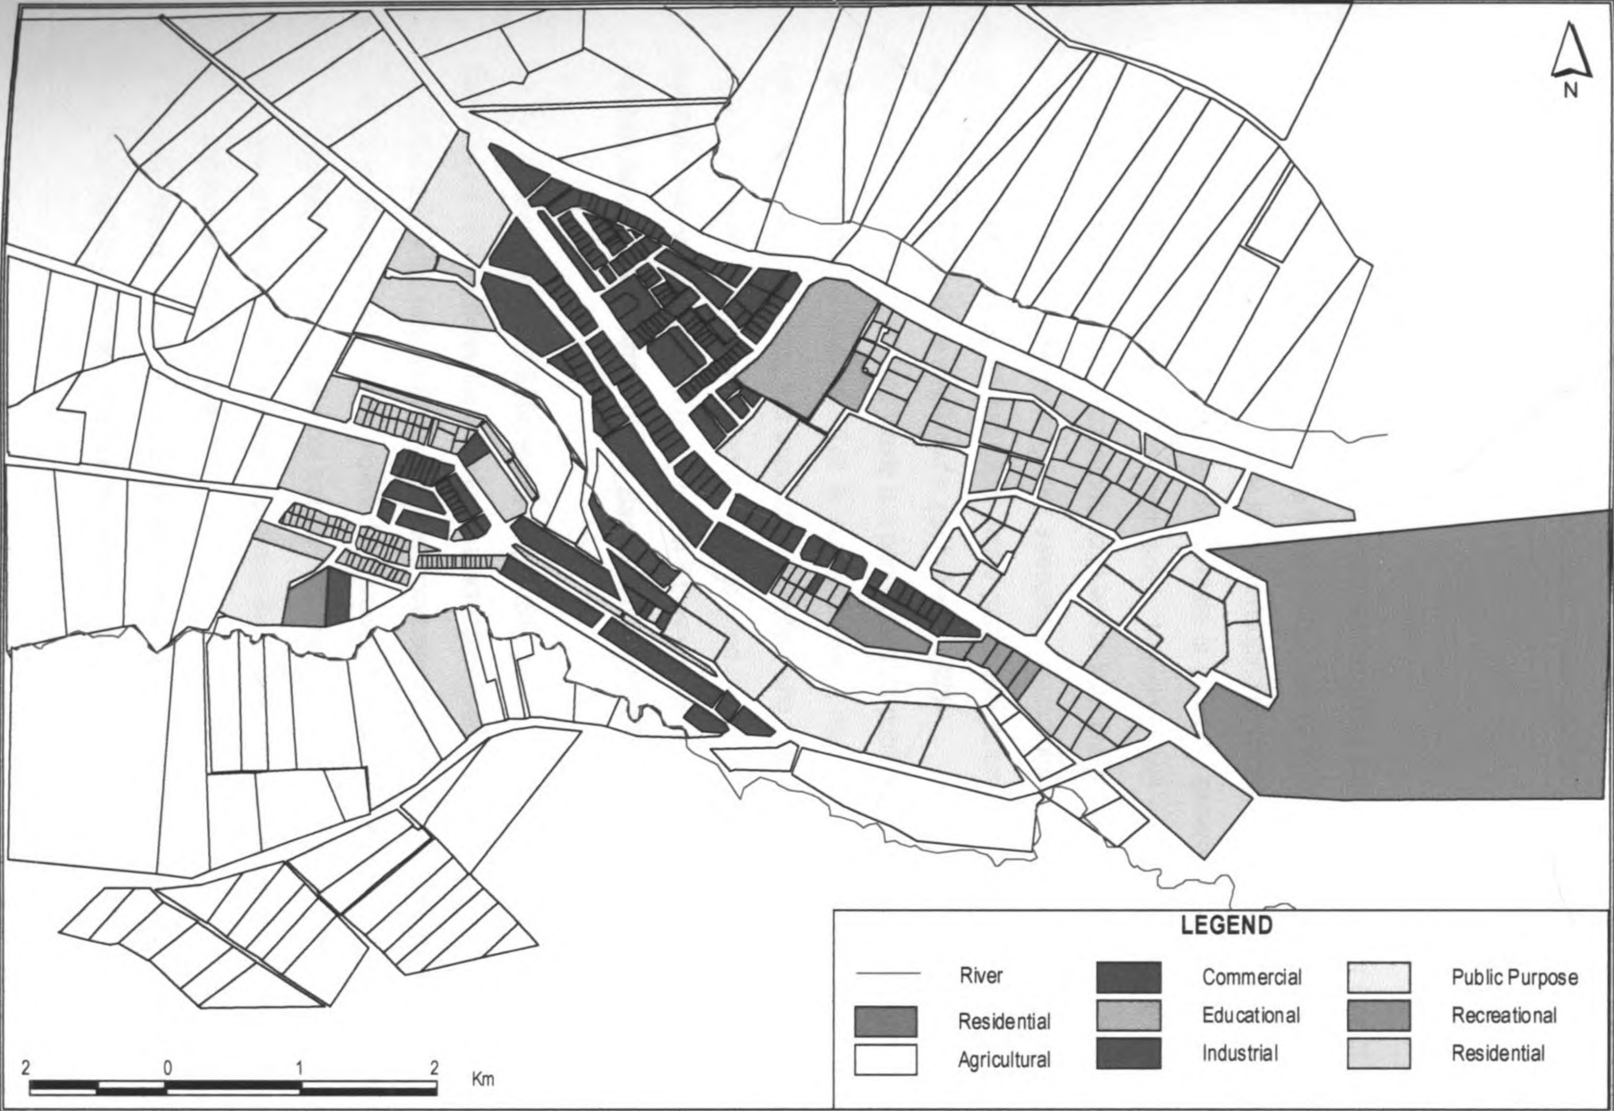 N
LEGEND
River
Residential
Agricultural
Commercial
Educational
Industrial
Public Purpose
Recreational
Residential
2 0 1 2
Km